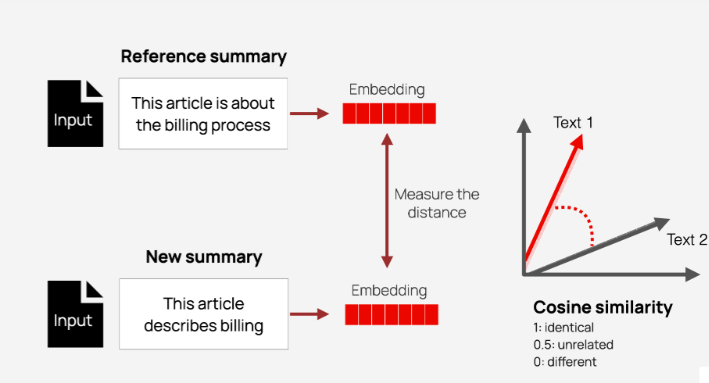 Reference summary
Input
This article is about
the billing process
Embedding
Measure the
distance
New summary
Input
This article
describes billing
Embedding
Text 1
Text 2
Cosine similarity
1: identical
0.5: unrelated
0: different